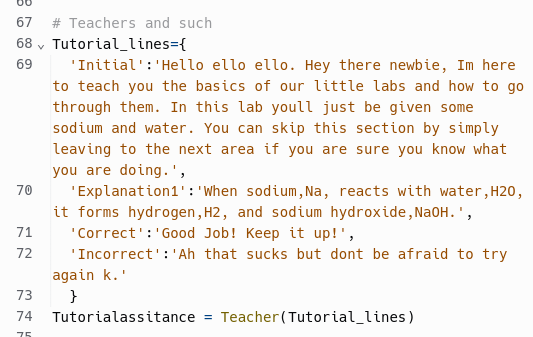 66
67 # Teachers and such
68 Tutorial_lines={
69 'Initial':'Hello ello ello. Hey there newbie, Im here
to teach you the basics of our little labs and how to go
through them. In this lab youll just be given some
sodium and water. You can skip this section by simply
leaving to the next area if you are sure you know what
you are doing.',
70 'Explanation1':'When sodium,Na, reacts with water,H2O,
it forms hydrogen,H2, and sodium hydroxide,NaOH.',
71 'Correct':'Good Job! Keep it up!',
72 'Incorrect':'Ah that sucks but dont be afraid to try
again k.'
73 }
74 Tutorialassitance = Teacher(Tutorial_lines)
75